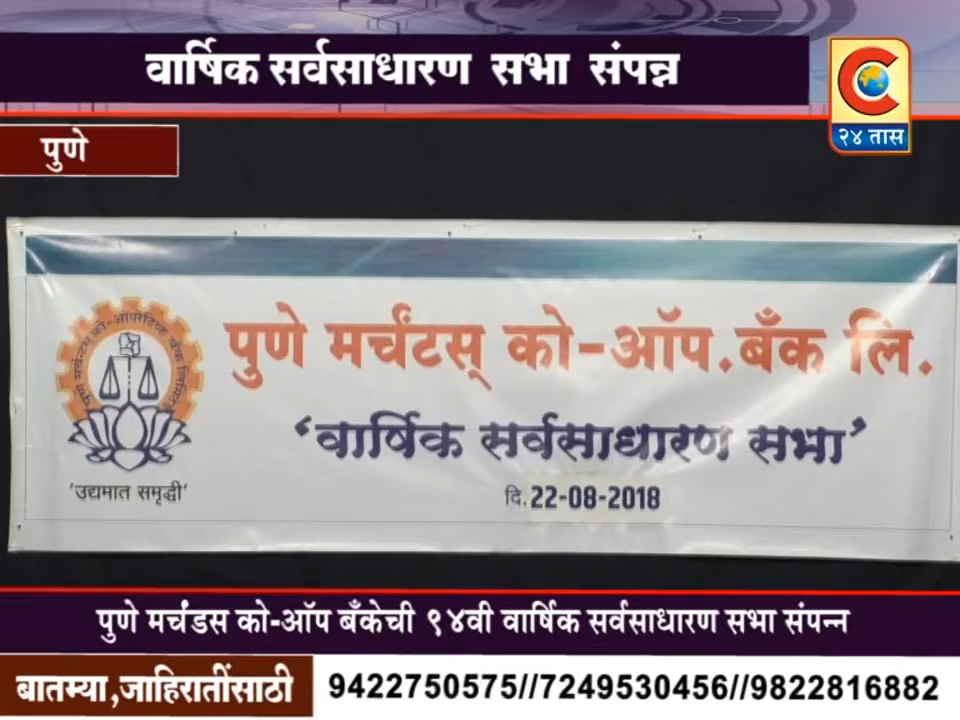 वार्षिक सर्वसाधारण सभा संपन्न
२४ तास
पुणे
पुणे मर्चंटस् को-ऑप.बँक लि.
'वार्षिक सर्वसाधारण सभा'
'उद्यमात समृद्धी'
दि.22-08-2018
पुणे मर्चंडस को-ऑप बँकेची ९४वी वार्षिक सर्वसाधारण सभा संपन्न
बातम्या,जाहिरातींसाठी
9422750575//7249530456//9822816882